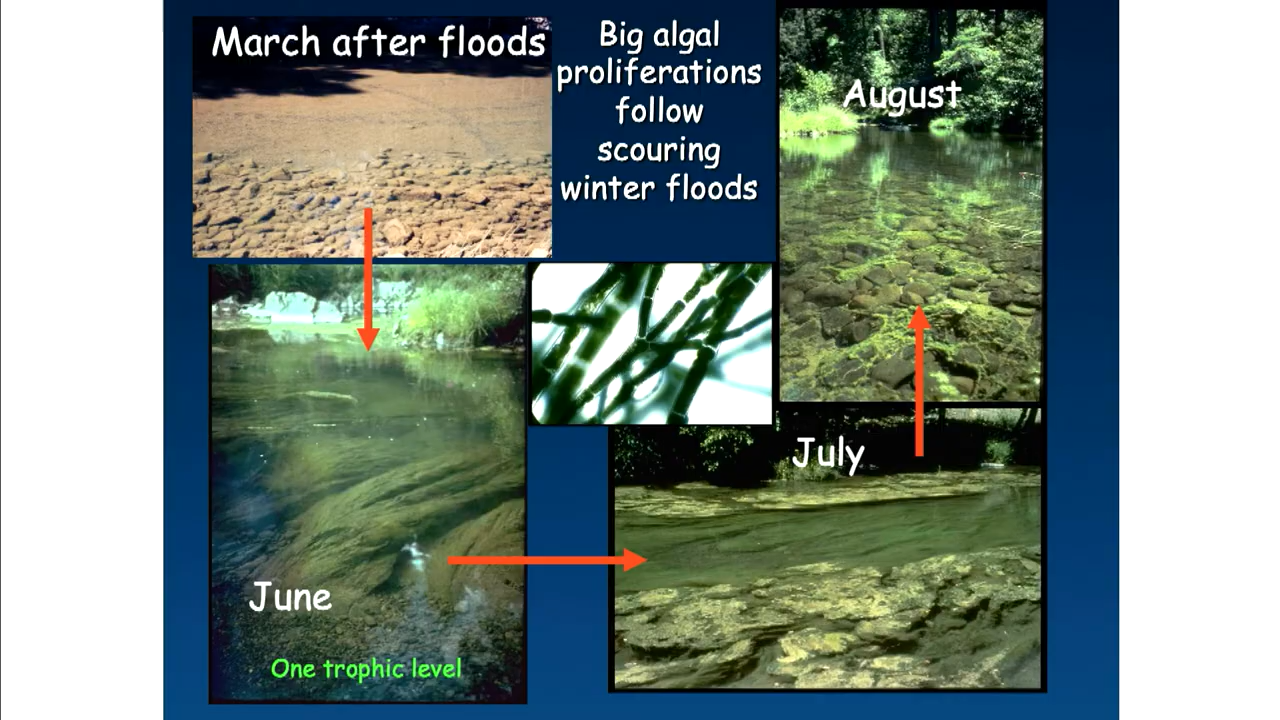 March after floods
Big algal
proliferations
follow
scouring
winter floods
August
July
June
One trophic level